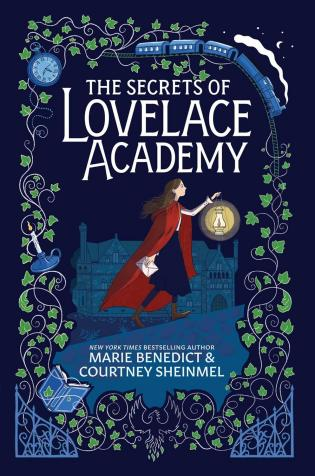 THE SECRETS OF
LOVELACE
ACADEMY
NEW YORK TIMES BESTSELLING AUTHOR
MARIE BENEDICT &
COURTNEY SHEINMEL